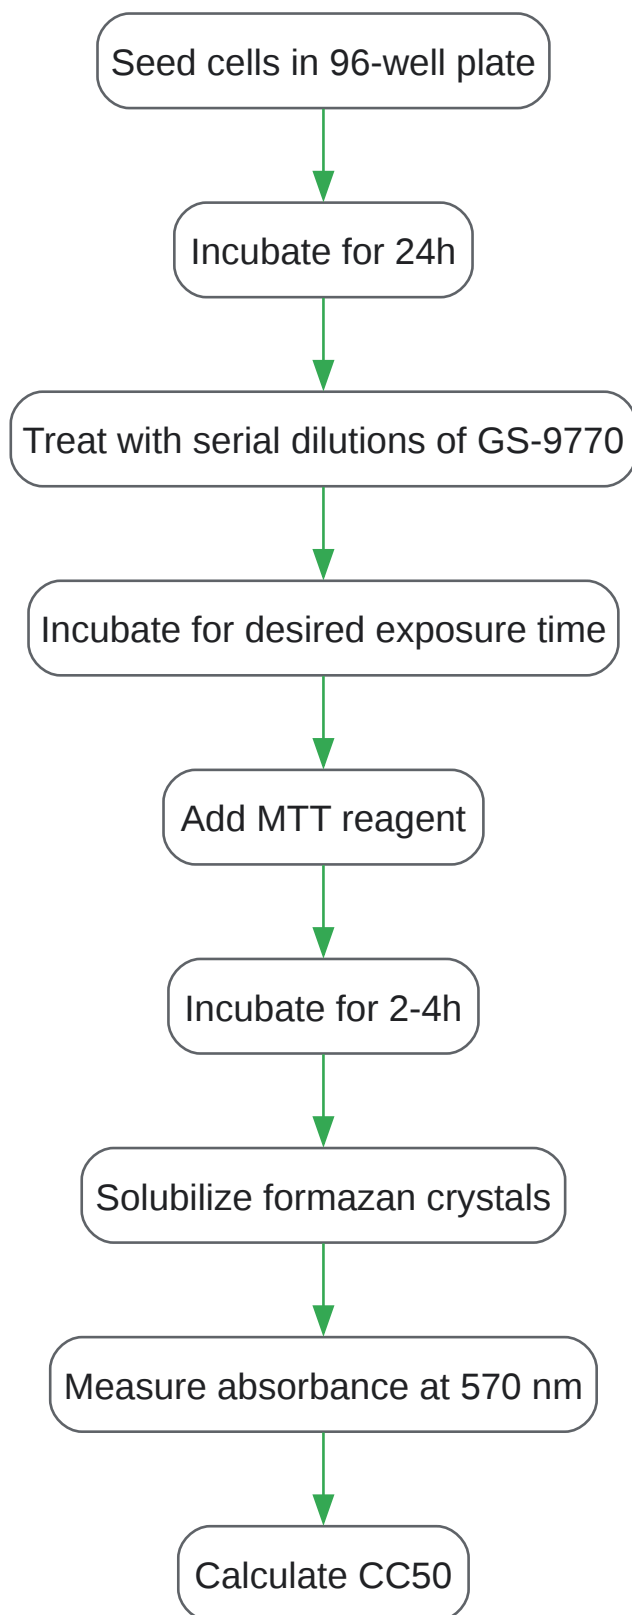 Seed cells in 96-well plate
Incubate for 24h
Treat with serial dilutions of GS-9770
Incubate for desired exposure time
Add MTT reagent
Incubate for 2-4h
Solubilize formazan crystals
Measure absorbance at 570 nm
Calculate CC50